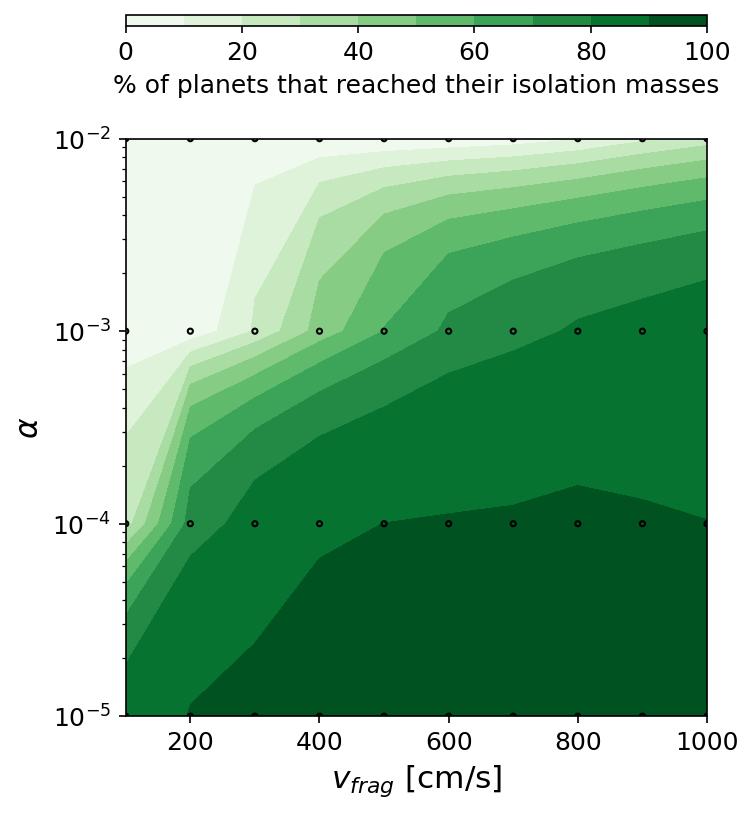 0 20 40 60 80 100
% of planets that reached their isolation masses
10⁻²
10⁻³
α
10⁻⁴
10⁻⁵
200 400 600 800 1000
v_frag [cm/s]